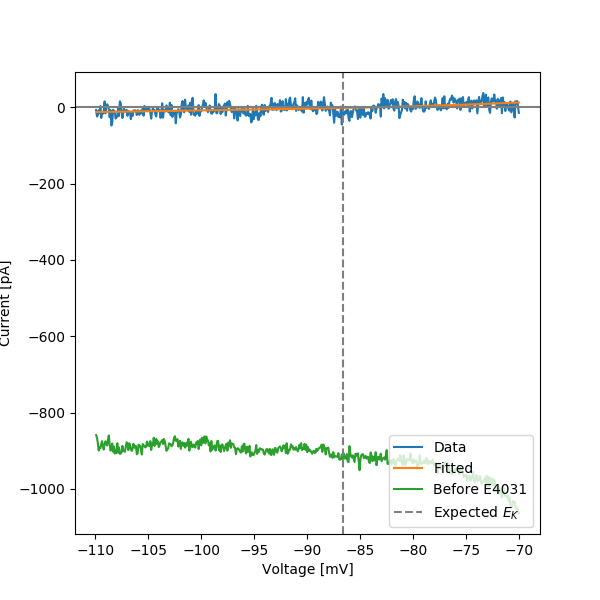 0
−200
−400
−600
−800
−1000
Current [pA]
−110
−105
−100
−95
−90
−85
−80
−75
−70
Voltage [mV]
Data
Fitted
Before E4031
Expected E_K